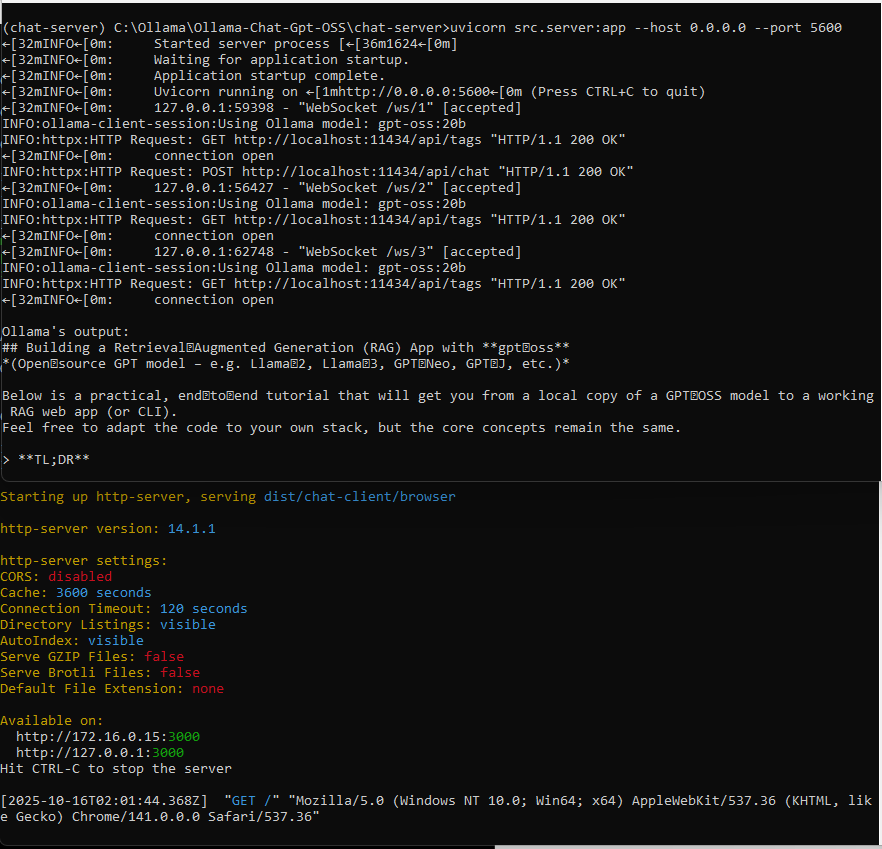 (chat-server) C:\Ollama\Ollama-Chat-Gpt-OSS\chat-server>uvicorn src.server:app --host 0.0.0.0 --port 5600
←[32mINFO←[0m:     Started server process [←[36m1624←[0m]
←[32mINFO←[0m:     Waiting for application startup.
←[32mINFO←[0m:     Application startup complete.
←[32mINFO←[0m:     Uvicorn running on ←[1mhttp://0.0.0.0:5600←[0m (Press CTRL+C to quit)
←[32mINFO←[0m:     127.0.0.1:59398 - "WebSocket /ws/1" [accepted]
INFO:ollama-client-session:Using Ollama model: gpt-oss:20b
INFO:httpx:HTTP Request: GET http://localhost:11434/api/tags "HTTP/1.1 200 OK"
←[32mINFO←[0m:     connection open
INFO:httpx:HTTP Request: POST http://localhost:11434/api/chat "HTTP/1.1 200 OK"
←[32mINFO←[0m:     127.0.0.1:56427 - "WebSocket /ws/2" [accepted]
INFO:ollama-client-session:Using Ollama model: gpt-oss:20b
INFO:httpx:HTTP Request: GET http://localhost:11434/api/tags "HTTP/1.1 200 OK"
←[32mINFO←[0m:     connection open
←[32mINFO←[0m:     127.0.0.1:62748 - "WebSocket /ws/3" [accepted]
INFO:ollama-client-session:Using Ollama model: gpt-oss:20b
INFO:httpx:HTTP Request: GET http://localhost:11434/api/tags "HTTP/1.1 200 OK"
←[32mINFO←[0m:     connection open
Ollama's output:
## Building a Retrieval⍰Augmented Generation (RAG) App with **gpt⍰oss**
*(Open⍰source GPT model – e.g. Llama⍰2, Llama⍰3, GPT⍰Neo, GPT⍰J, etc.)*
Below is a practical, end⍰to⍰end tutorial that will get you from a local copy of a GPT⍰OSS model to a working
RAG web app (or CLI).
Feel free to adapt the code to your own stack, but the core concepts remain the same.
> **TL;DR**
Starting up http-server, serving dist/chat-client/browser
http-server version: 14.1.1
http-server settings:
CORS: disabled
Cache: 3600 seconds
Connection Timeout: 120 seconds
Directory Listings: visible
AutoIndex: visible
Serve GZIP Files: false
Serve Brotli Files: false
Default File Extension: none
Available on:
http://172.16.0.15:3000
http://127.0.0.1:3000
Hit CTRL-C to stop the server
[2025-10-16T02:01:44.368Z]  "GET /" "Mozilla/5.0 (Windows NT 10.0; Win64; x64) AppleWebKit/537.36 (KHTML, lik
e Gecko) Chrome/141.0.0.0 Safari/537.36"